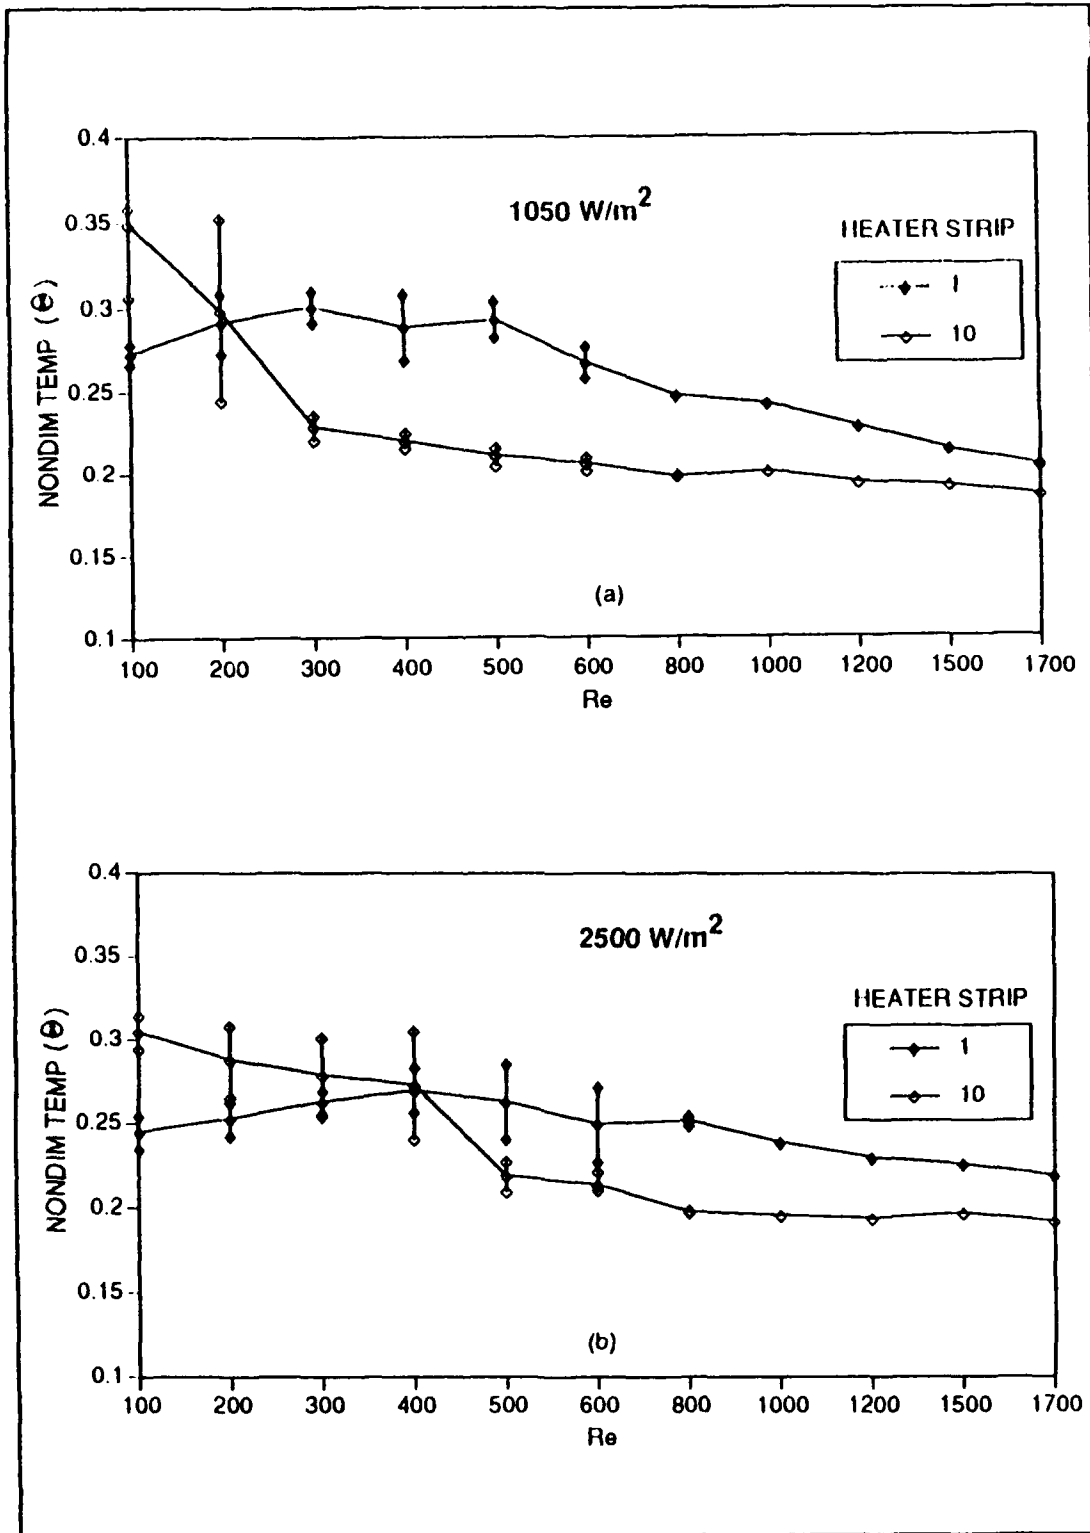 0.4
0.35
0.3
0.25
0.2
0.15
0.1
NONDIM TEMP (Θ)
1050 W/m²
HEATER STRIP
1
10
(a)
100 200 300 400 500 600 800 1000 1200 1500 1700
Re
0.4
0.35
0.3
0.25
0.2
0.15
0.1
NONDIM TEMP (Θ)
2500 W/m²
HEATER STRIP
1
10
(b)
100 200 300 400 500 600 800 1000 1200 1500 1700
Re